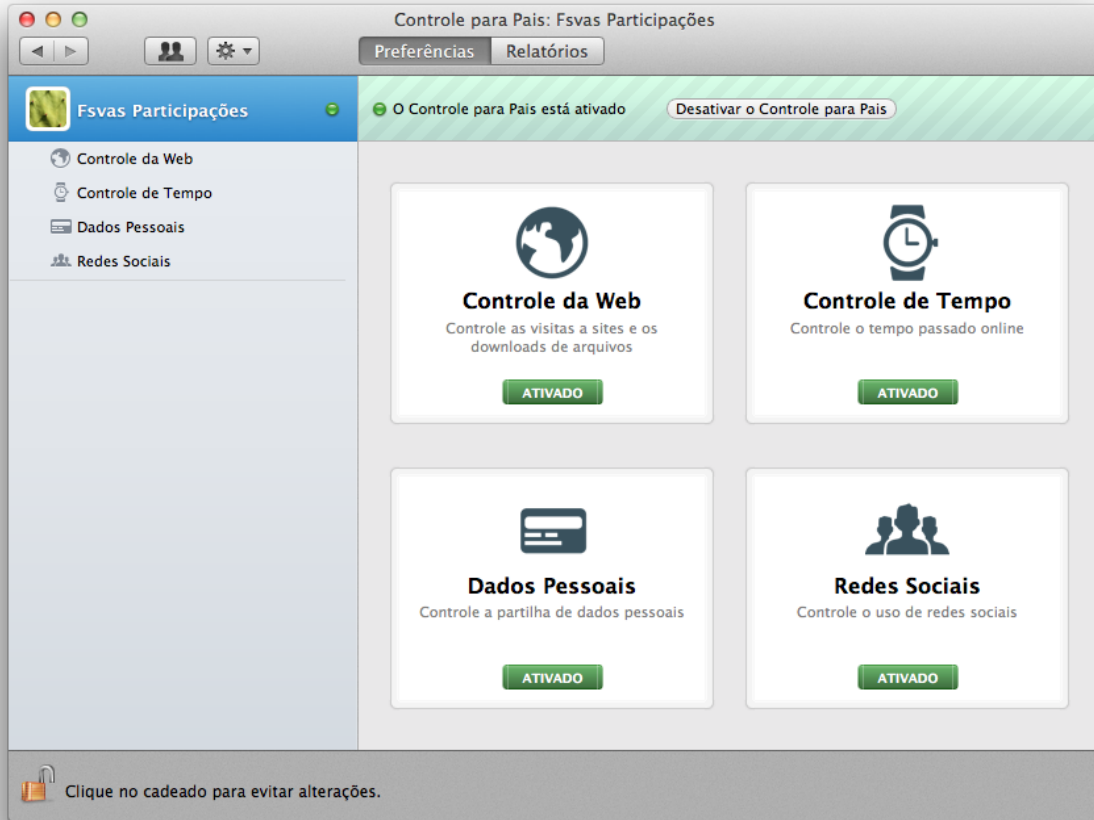 Controle para Pais: Fsvas Participações
Preferências
Relatórios
Fsvas Participações
O Controle para Pais está ativado
Desativar o Controle para Pais
Controle da Web
Controle de Tempo
Dados Pessoais
Redes Sociais
Controle da Web
Controle as visitas a sites e os
downloads de arquivos
ATIVADO
Controle de Tempo
Controle o tempo passado online
ATIVADO
Dados Pessoais
Controle a partilha de dados pessoais
ATIVADO
Redes Sociais
Controle o uso de redes sociais
ATIVADO
Clique no cadeado para evitar alterações.